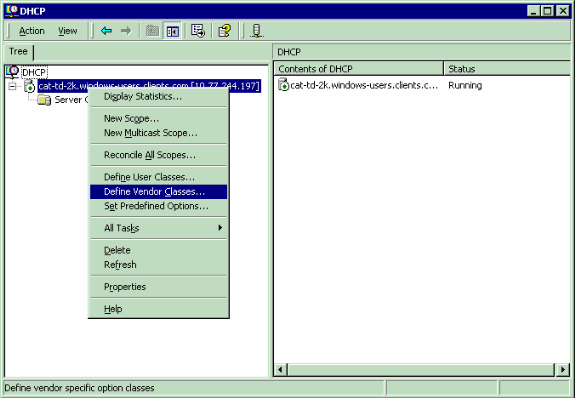 DHCP
Action View
Tree
DHCP
DHCP
Contents of DHCP Status
cat-td-2k.windows-users.clients.com [10.77.244.197]
cat-td-2k.windows-users.clients.c... Running
Server
Display Statistics...
New Scope...
New Multicast Scope...
Reconcile All Scopes...
Define User Classes...
Define Vendor Classes...
Set Predefined Options...
All Tasks
Delete
Refresh
Properties
Help
Define vendor specific option classes